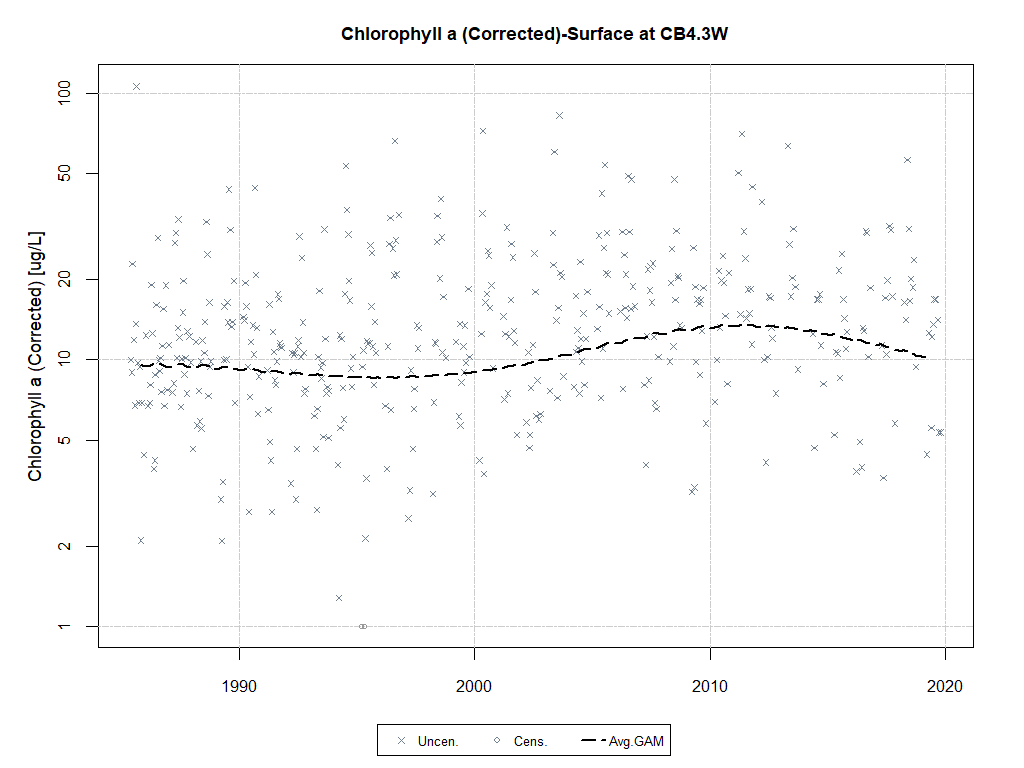 Chlorophyll a (Corrected)-Surface at CB4.3W
Chlorophyll a (Corrected) [ug/L]
100
50
20
10
5
2
1
1990 2000 2010 2020
Uncen. Cens. Avg.GAM